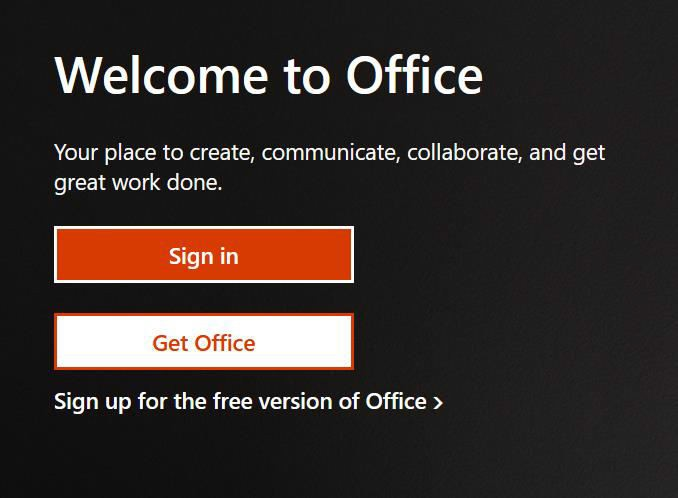 Welcome to Office
Your place to create, communicate, collaborate, and get
great work done.
Sign in
Get Office
Sign up for the free version of Office >